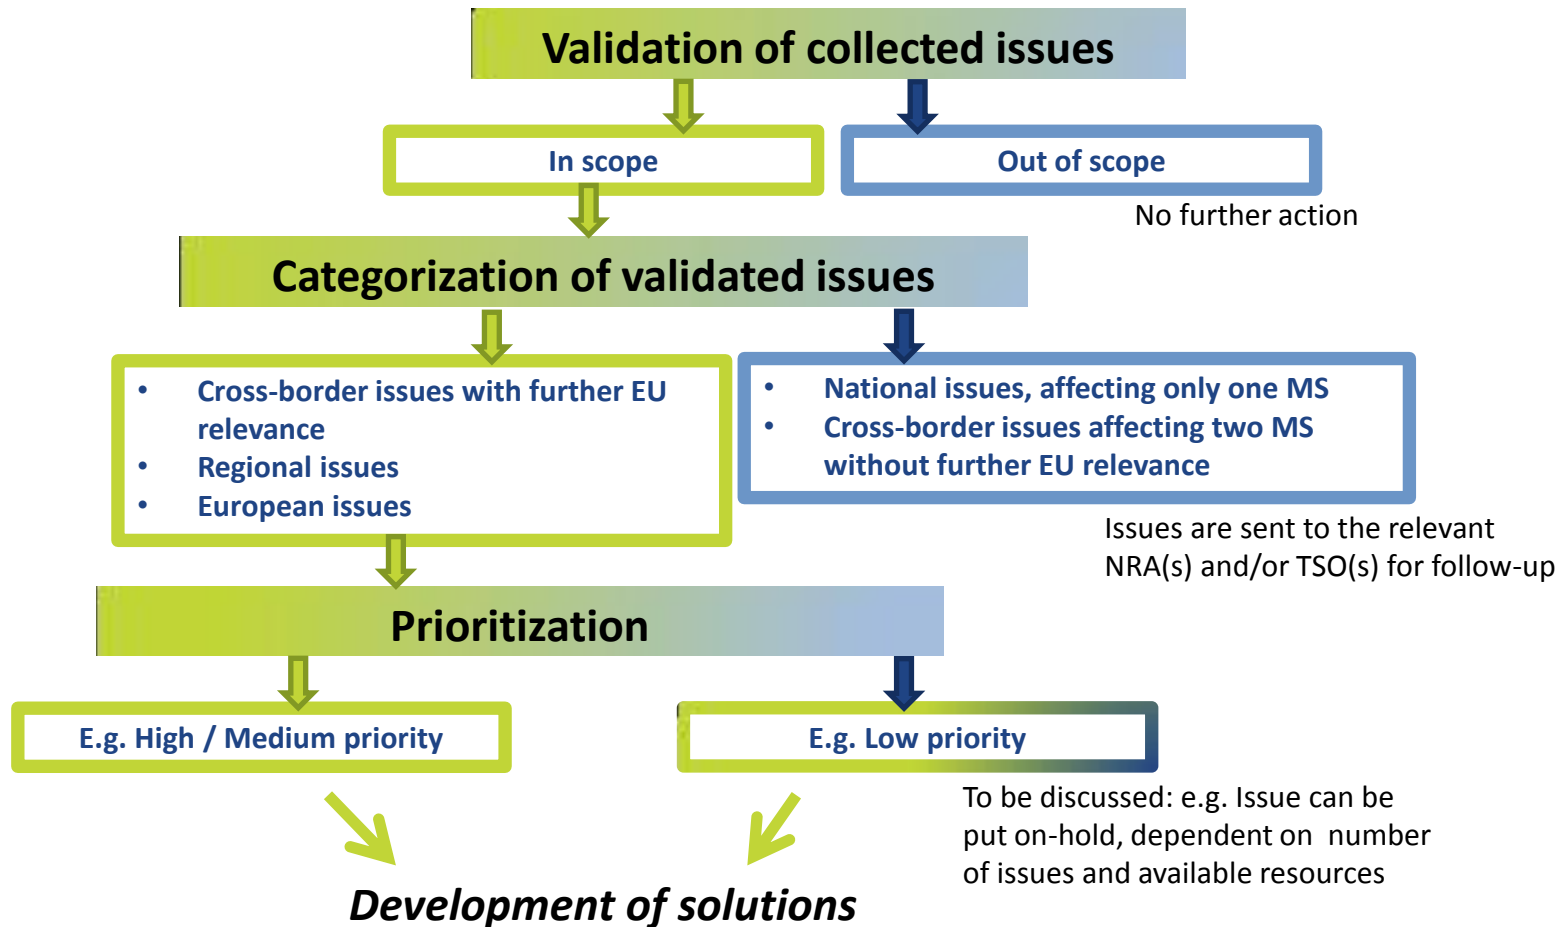 Validation of collected issues
In scope
Out of scope
No further action
Categorization of validated issues
• Cross-border issues with further EU
relevance
• Regional issues
• European issues
• National issues, affecting only one MS
• Cross-border issues affecting two MS
without further EU relevance
Issues are sent to the relevant
NRA(s) and/or TSO(s) for follow-up
Prioritization
E.g. High / Medium priority
E.g. Low priority
To be discussed: e.g. Issue can be
put on-hold, dependent on number
of issues and available resources
Development of solutions